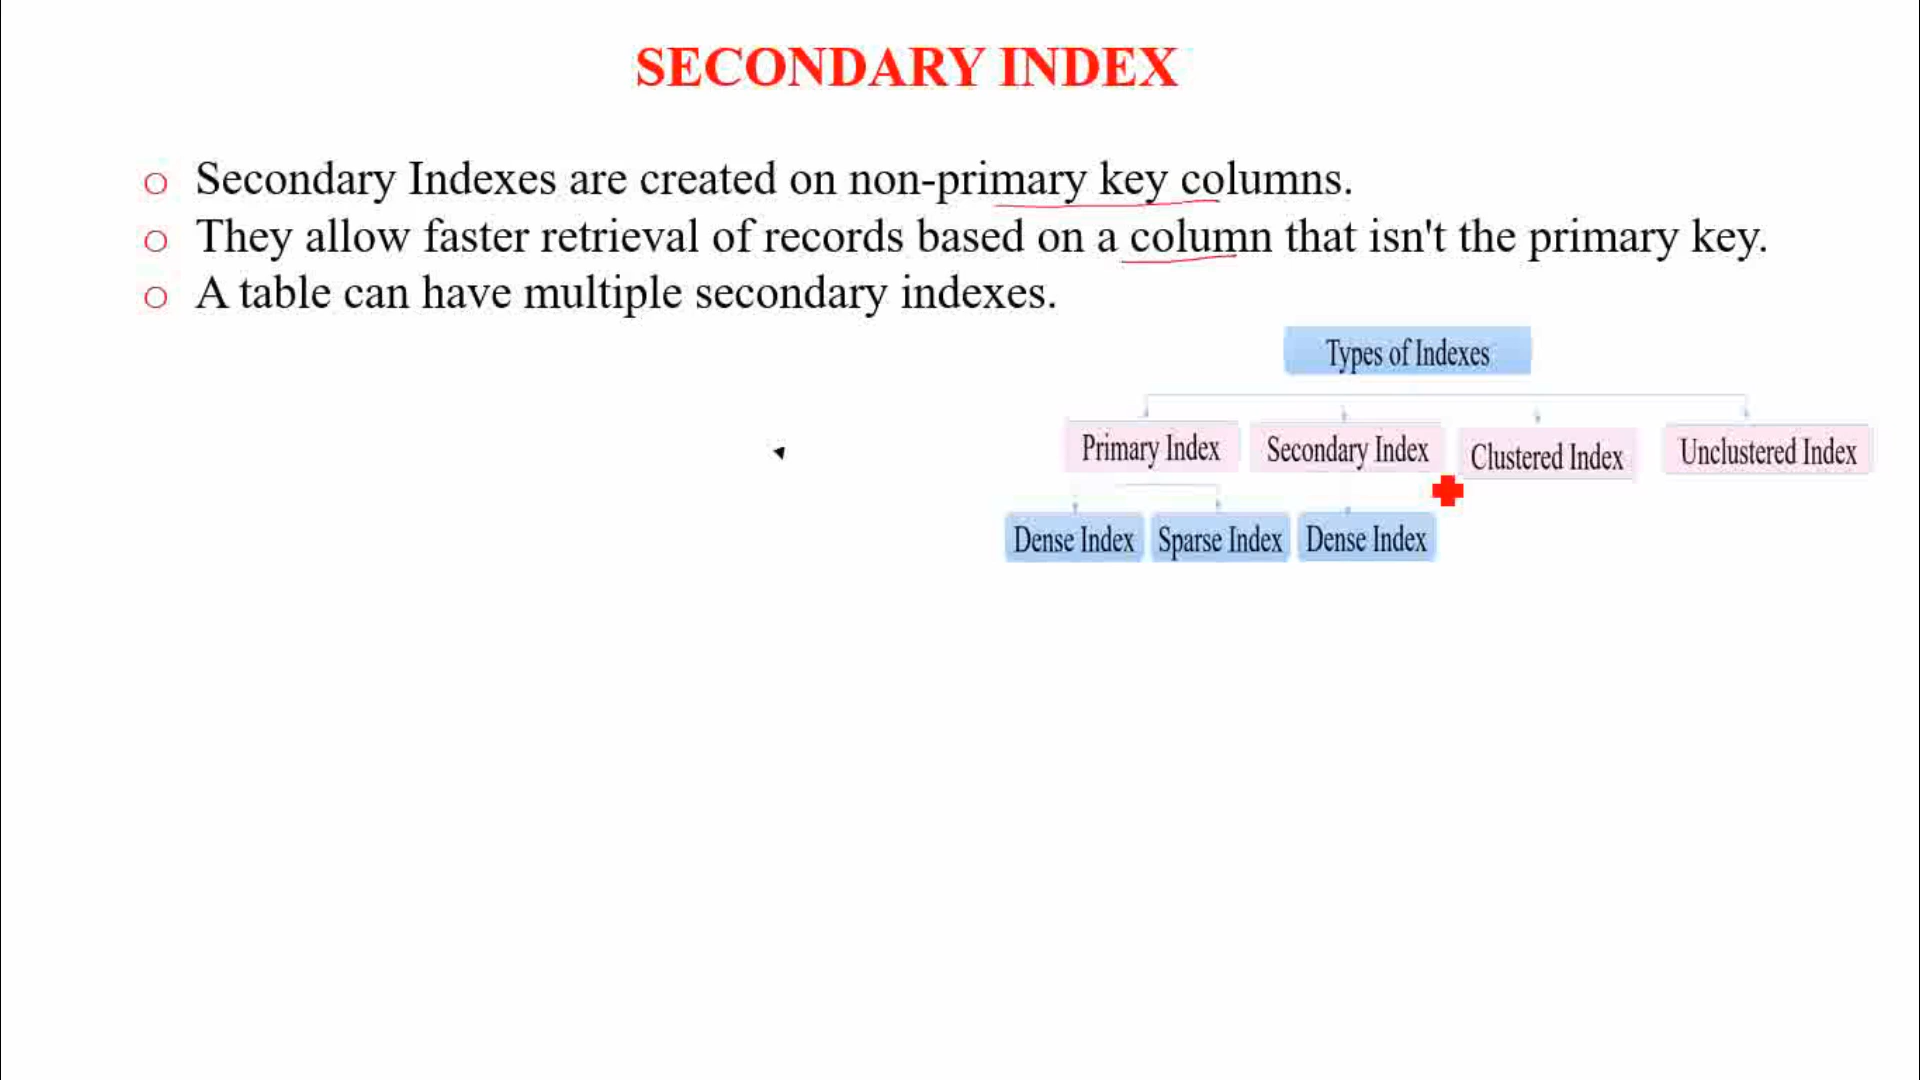 SECONDARY INDEX
o Secondary Indexes are created on non-primary key columns.
o They allow faster retrieval of records based on a column that isn't the primary key.
o A table can have multiple secondary indexes.
Types of Indexes
Primary Index
Secondary Index
Clustered Index
Unclustered Index
Dense Index
Sparse Index
Dense Index